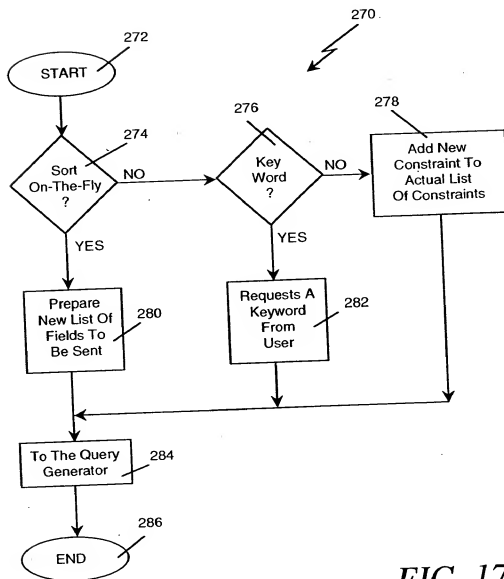 270
272
START
274
276
278
Sort
On-The-Fly
?
NO
Key
Word
?
NO
Add New
Constraint To
Actual List
Of Constraints
YES
YES
Prepare
New List Of
Fields To
Be Sent
280
Requests A
Keyword
From
User
282
To The Query
Generator
284
286
END
FIG. 17